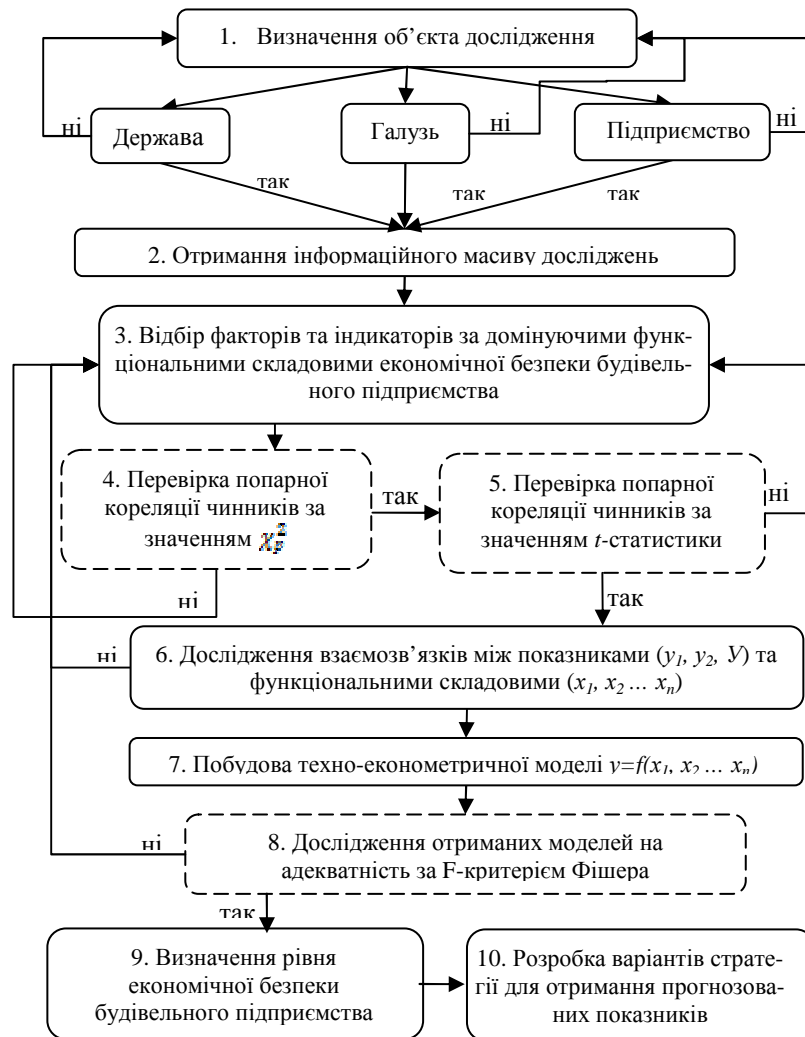 1. Визначення об’єкта дослідження
ні
Держава
Галузь
ні
Підприємство
ні
так
так
так
2. Отримання інформаційного масиву досліджень
3. Відбір факторів та індикаторів за домінуючими функ-
ціональними складовими економічної безпеки будівель-
ного підприємства
4. Перевірка попарної
кореляції чинників за
значенням χ²ₚ
так
5. Перевірка попарної
кореляції чинників за
значенням t-статистики
ні
ні
так
ні
6. Дослідження взаємозв’язків між показниками (y₁, y₂, У) та
функціональними складовими (x₁, x₂ ... xₙ)
7. Побудова техно-економетричної моделі y=f(x₁, x₂ ... xₙ)
ні
8. Дослідження отриманих моделей на
адекватність за F-критерієм Фішера
так
9. Визначення рівня
економічної безпеки
будівельного підприємства
10. Розробка варіантів страте-
гії для отримання прогнозова-
них показників